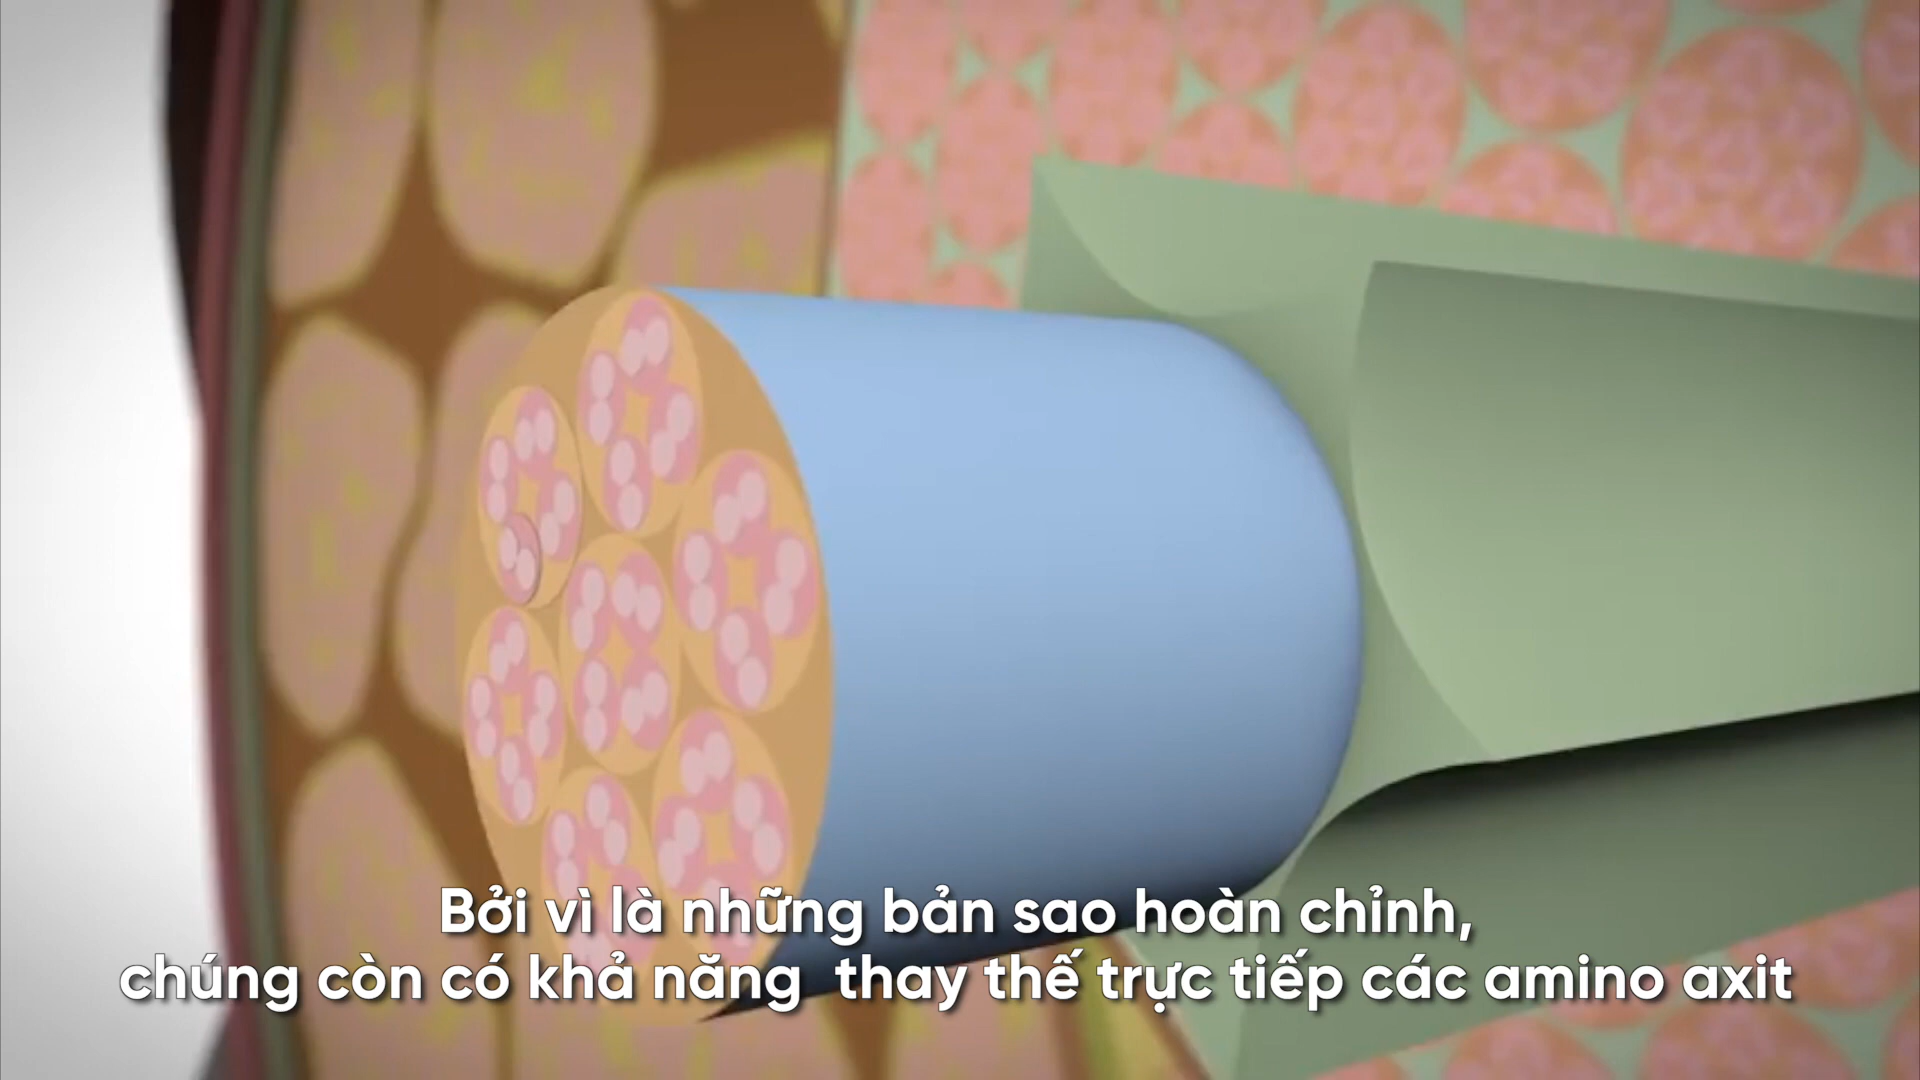 Bởi vì là những bản sao hoàn chỉnh,
chúng còn có khả năng thay thế trực tiếp các amino axit